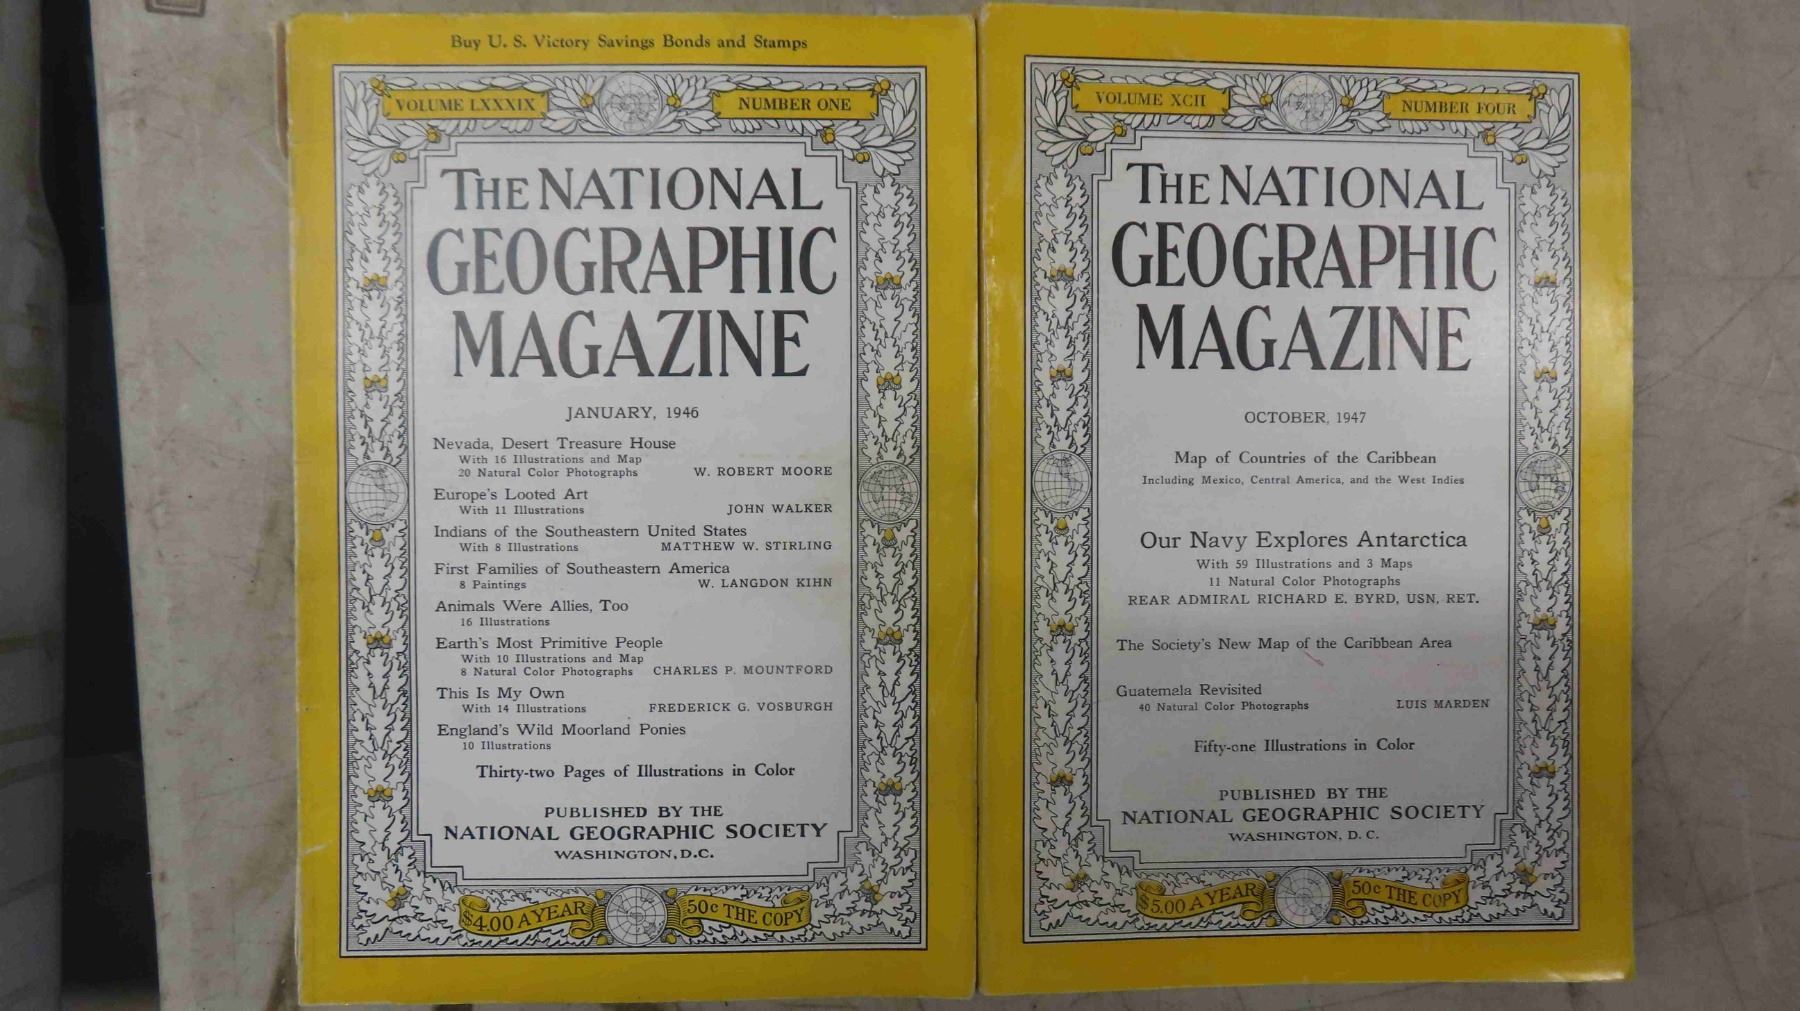 Buy U. S. Victory Savings Bonds and Stamps
VOLUME LXXXIX
NUMBER ONE
THE NATIONAL
GEOGRAPHIC
MAGAZINE
JANUARY, 1946
Nevada, Desert Treasure House
With 16 Illustrations and Map
20 Natural Color Photographs W. ROBERT MOORE
Europe's Looted Art
With 11 Illustrations JOHN WALKER
Indians of the Southeastern United States
With 8 Illustrations MATTHEW W. STIRLING
First Families of Southeastern America
8 Paintings W. LANGDON KIHN
Animals Were Allies, Too
16 Illustrations
Earth's Most Primitive People
With 10 Illustrations and Map
8 Natural Color Photographs CHARLES P. MOUNTFORD
This Is My Own
With 14 Illustrations FREDERICK G. VOSBURGH
England's Wild Moorland Ponies
10 Illustrations
Thirty-two Pages of Illustrations in Color
PUBLISHED BY THE
NATIONAL GEOGRAPHIC SOCIETY
WASHINGTON, D.C.
$4.00 A YEAR
50c THE COPY
VOLUME XCII
NUMBER FOUR
THE NATIONAL
GEOGRAPHIC
MAGAZINE
OCTOBER, 1947
Map of Countries of the Caribbean
Including Mexico, Central America, and the West Indies
Our Navy Explores Antarctica
With 59 Illustrations and 3 Maps
11 Natural Color Photographs
REAR ADMIRAL RICHARD E. BYRD, USN, RET.
The Society's New Map of the Caribbean Area
Guatemala Revisited
40 Natural Color Photographs LUIS MARDEN
Fifty-one Illustrations in Color
PUBLISHED BY THE
NATIONAL GEOGRAPHIC SOCIETY
WASHINGTON, D. C.
$5.00 A YEAR
50c THE COPY